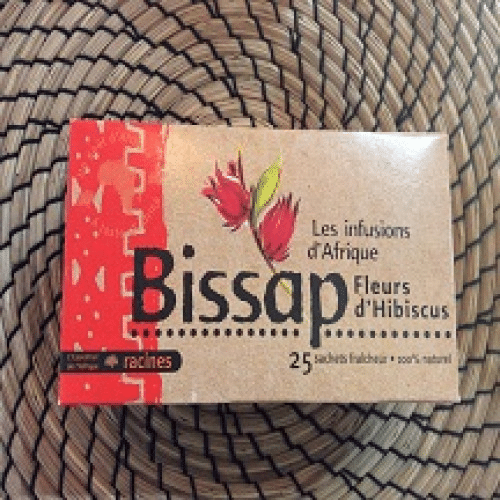 Les infusions
d'Afrique
Bissap
Fleurs
d'Hibiscus
25 sachets fraîcheur • 100% naturel
racines